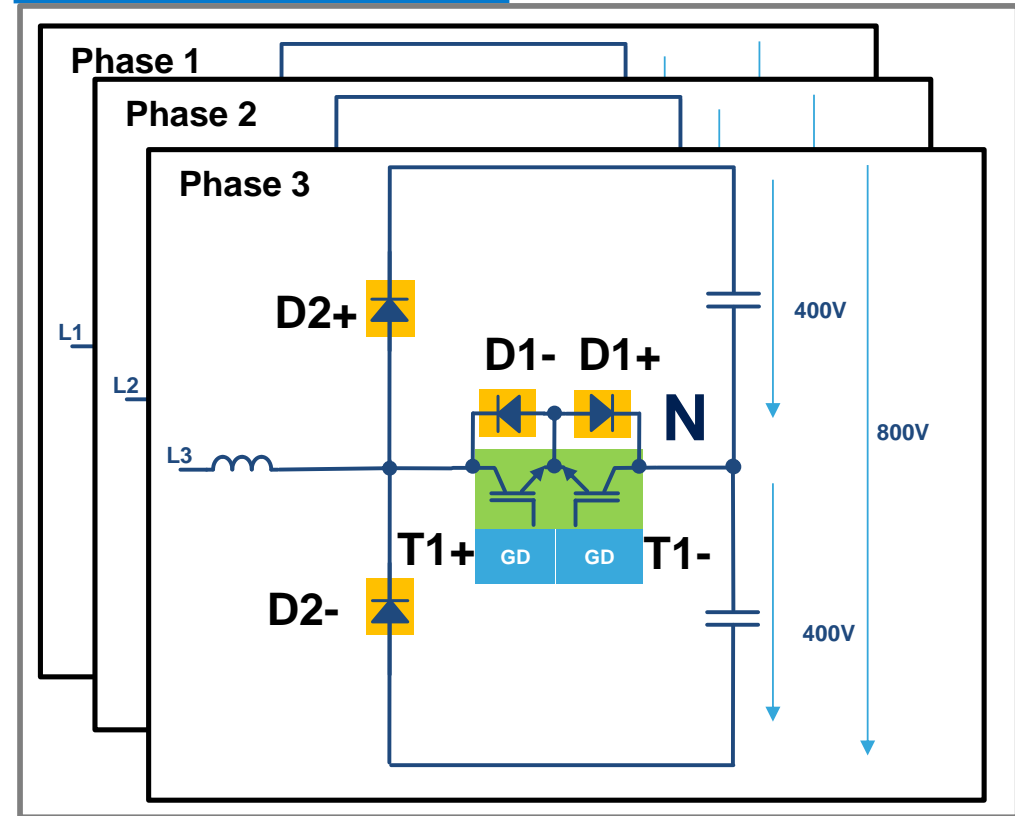 Phase 1
Phase 2
Phase 3
D2+
400V
L1
D1- D1+
L2
N
800V
L3
T1+
GD
GD
T1-
D2-
400V